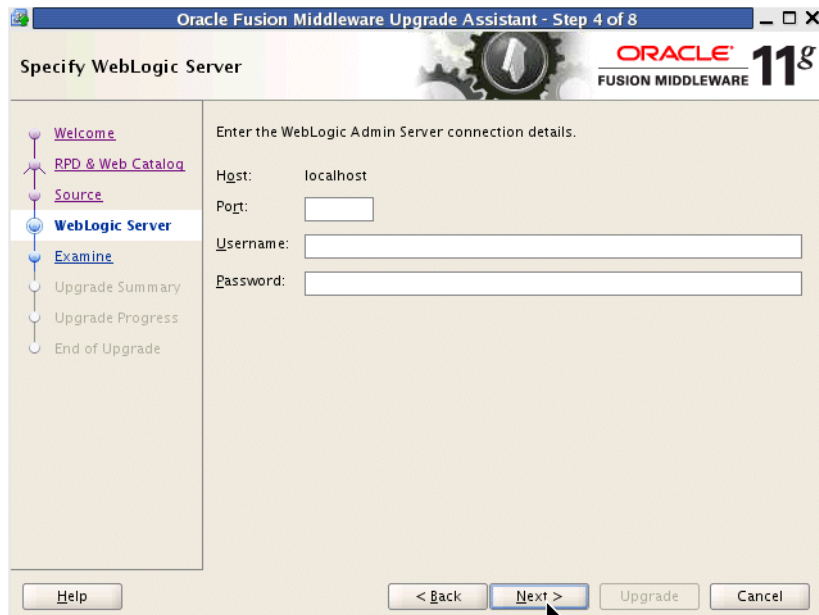 Oracle Fusion Middleware Upgrade Assistant - Step 4 of 8
Specify WebLogic Server
ORACLE
FUSION MIDDLEWARE 11g
Welcome
RPD & Web Catalog
Source
WebLogic Server
Examine
Upgrade Summary
Upgrade Progress
End of Upgrade
Enter the WebLogic Admin Server connection details.
Host: localhost
Port:
Username:
Password:
Help < Back Next > Upgrade Cancel